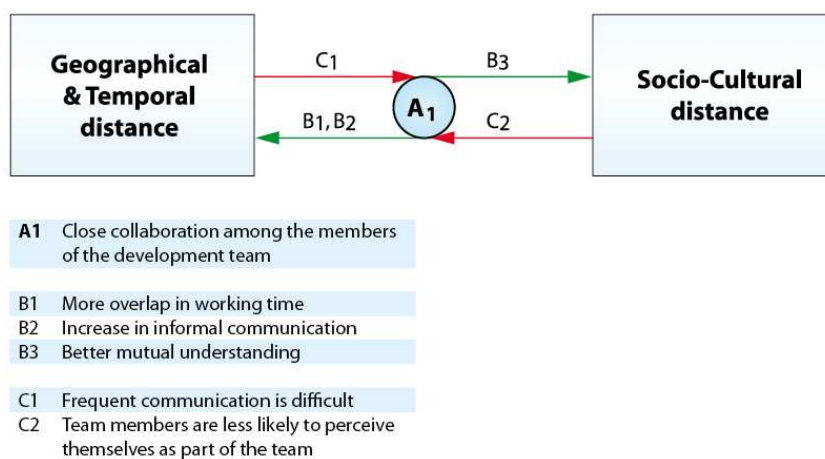 Geographical
& Temporal
distance
C1
B3
A1
B1, B2
C2
Socio-Cultural
distance
A1 Close collaboration among the members
of the development team
B1 More overlap in working time
B2 Increase in informal communication
B3 Better mutual understanding
C1 Frequent communication is difficult
C2 Team members are less likely to perceive
themselves as part of the team